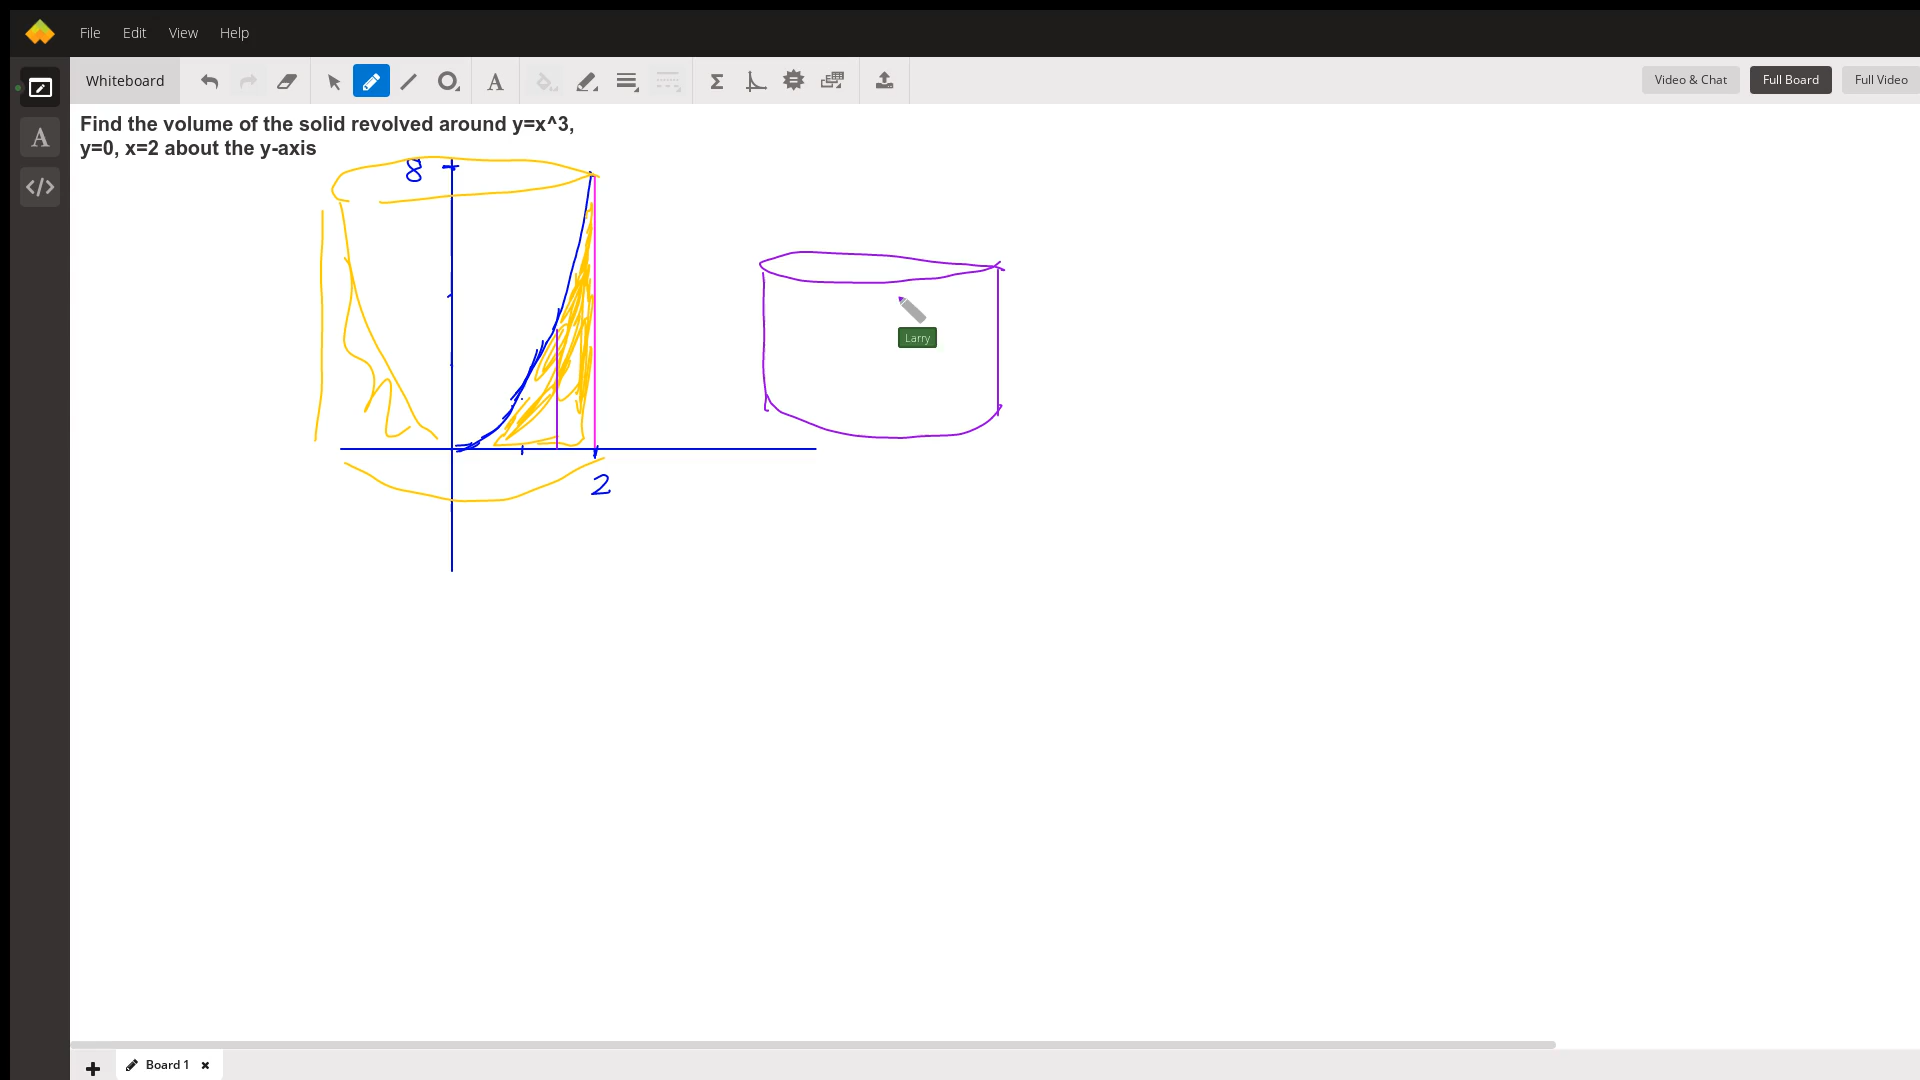 File Edit View Help
Whiteboard
A
Σ
Video & Chat
Full Board
Full Video
A
</>
Find the volume of the solid revolved around y=x^3,
y=0, x=2 about the y-axis
8
Larry
2
Board 1